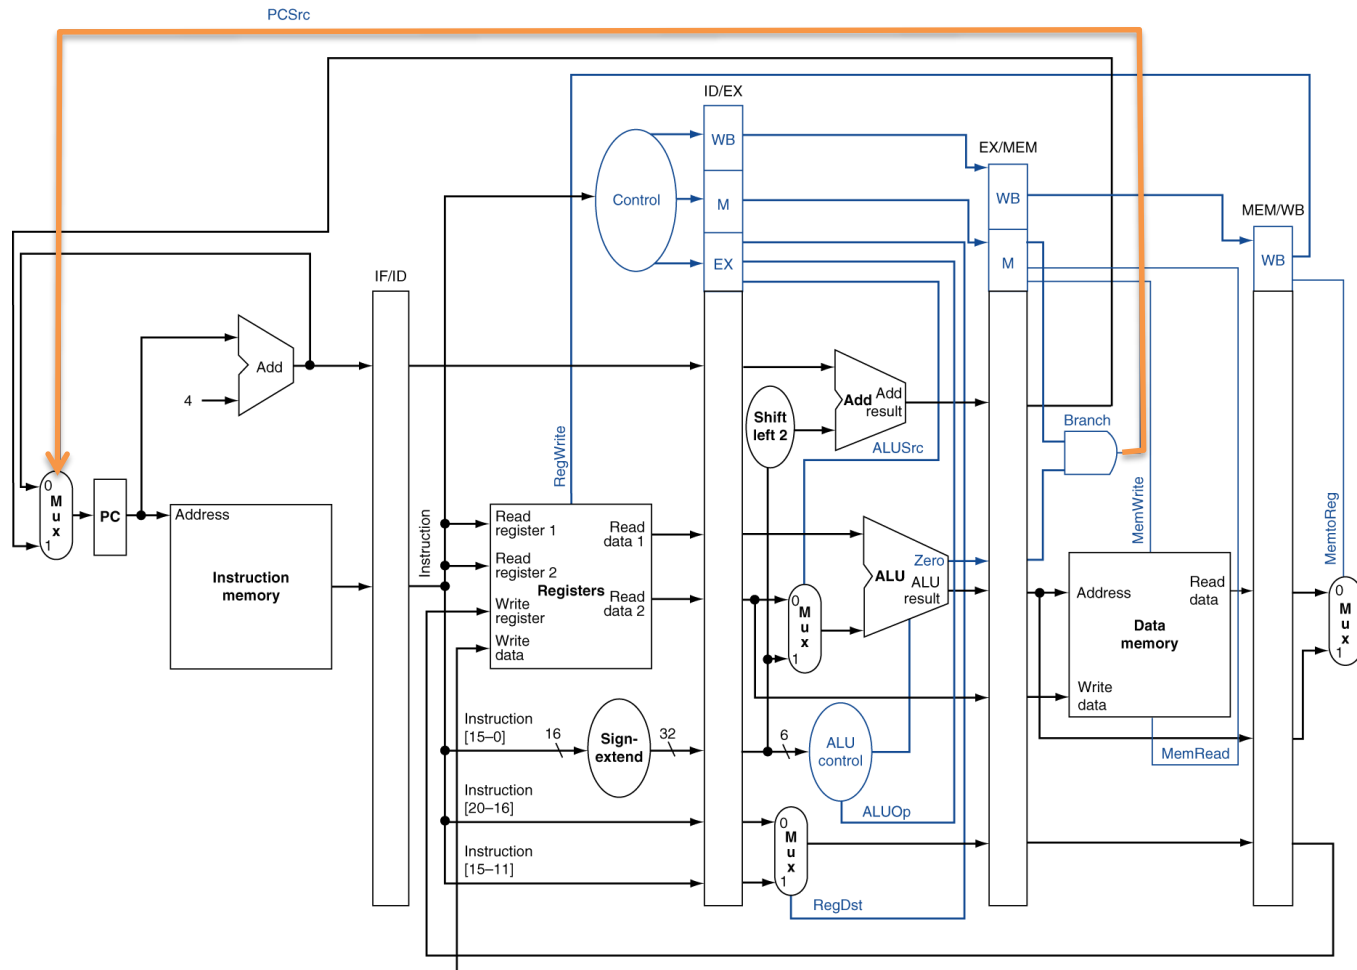 PCSrc
ID/EX
WB
EX/MEM
Control
M
WB
MEM/WB
EX
M
WB
IF/ID
Add
4
Add Add
result
Shift
left 2
Branch
ALUSrc
RegWrite
MemWrite
MemtoReg
0
M
u
x
1
PC
Address
Instruction
memory
Instruction
Read
register 1
Read
register 2
Write
register
Write
data
Registers
Read
data 1
Read
data 2
0
M
u
x
1
Zero
ALU
ALU
result
Address
Read
data
Data
memory
Write
data
0
M
u
x
1
Instruction
[15–0]
16
Sign-
extend
32
6
ALU
control
MemRead
Instruction
[20–16]
ALUOp
0
M
u
x
1
Instruction
[15–11]
RegDst